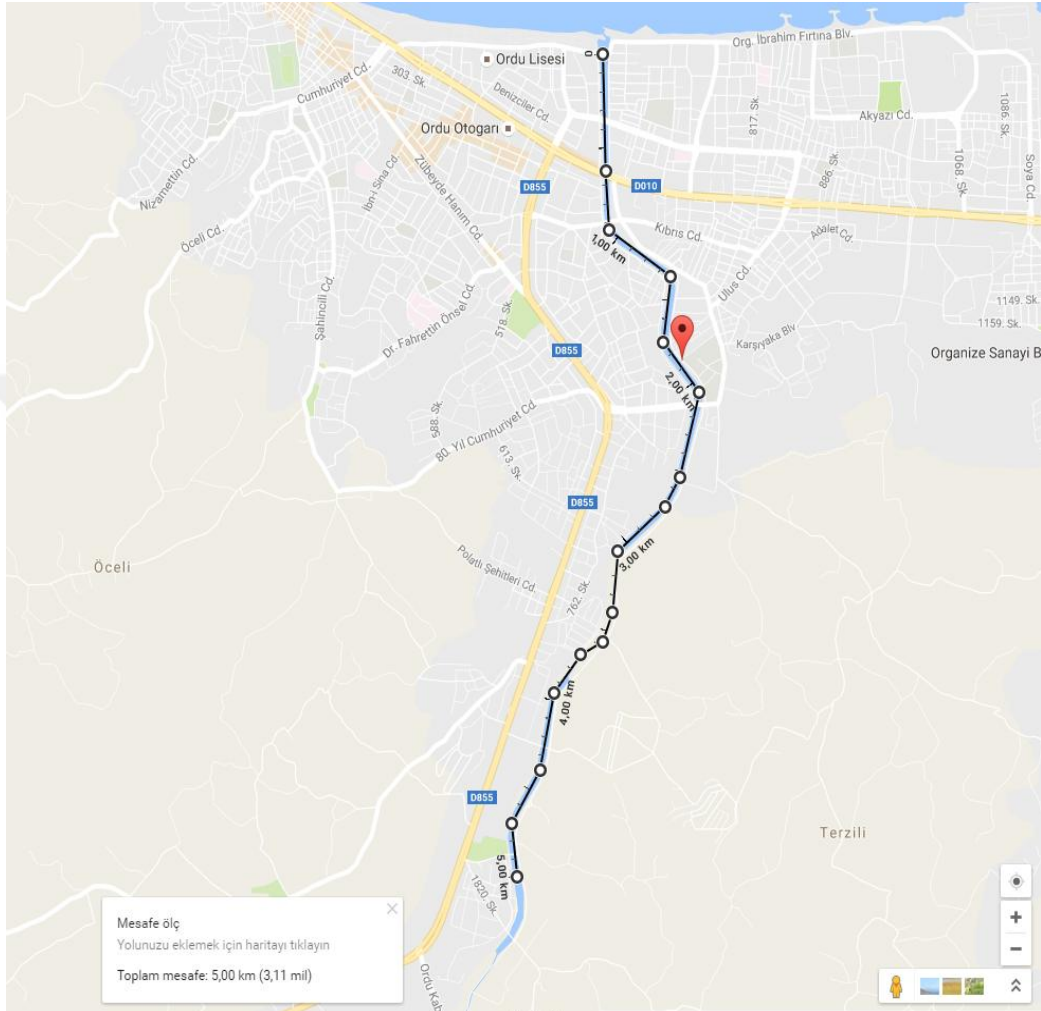 Org. İbrahim Fırtına Blv.
Ordu Lisesi
0
Cumhuriyet Cd.
303. Sk.
Denizciler Cd.
817. Sk.
1086. Sk.
Akyazı Cd.
Ordu Otogarı
886. Sk.
1068. Sk.
Soya Cd.
İbn-i Sina Cd.
Zübeyde Hanım Cd.
D855
D010
Nizamettin Cd.
Öceli Cd.
Kıbrıs Cd.
Adalet Cd.
1,00 km
Ulus Cd.
Şahincili Cd.
518. Sk.
1149. Sk.
Dr. Fahrettin Önsel Cd.
1159. Sk.
Karşıyaka Blv
D855
Organize Sanayi B
2,00 km
588. Sk.
80. Yıl Cumhuriyet Cd.
613. Sk.
D855
3,00 km
Polatlı Şehitleri Cd.
Öceli
762. Sk.
4,00 km
D855
Terzili
5,00 km
1820. Sk.
Mesafe ölç
Yolunuzu eklemek için haritayı tıklayın
Toplam mesafe: 5,00 km (3,11 mil)
Ordu Kab